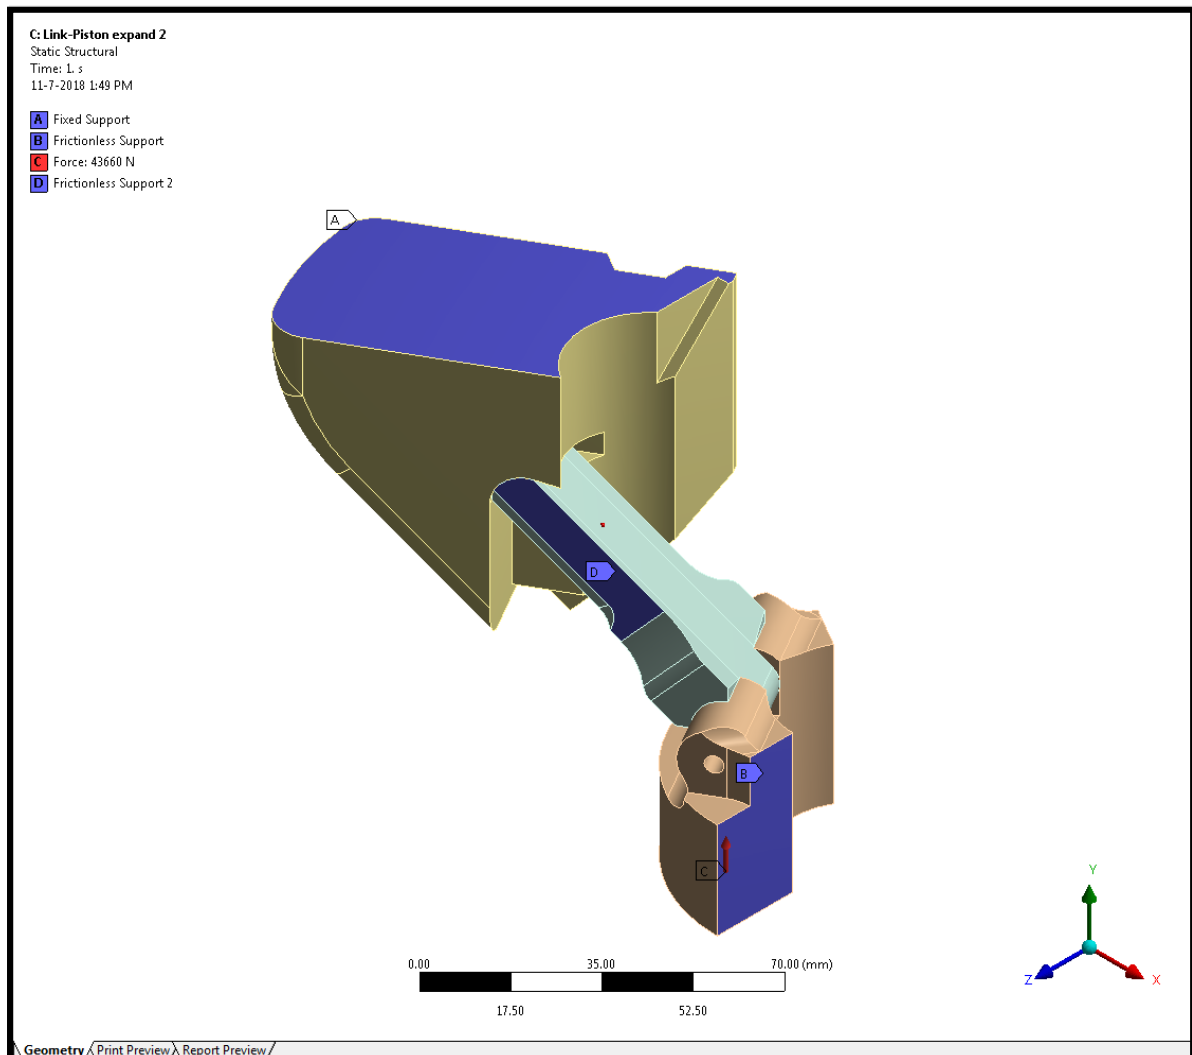 C: Link-Piston expand 2
Static Structural
Time: 1. s
11-7-2018 1:49 PM
A Fixed Support
B Frictionless Support
C Force: 43660 N
D Frictionless Support 2
A
D
B
C
Y
Z
X
0.00 35.00 70.00 (mm)
17.50 52.50
Geometry Print Preview Report Preview